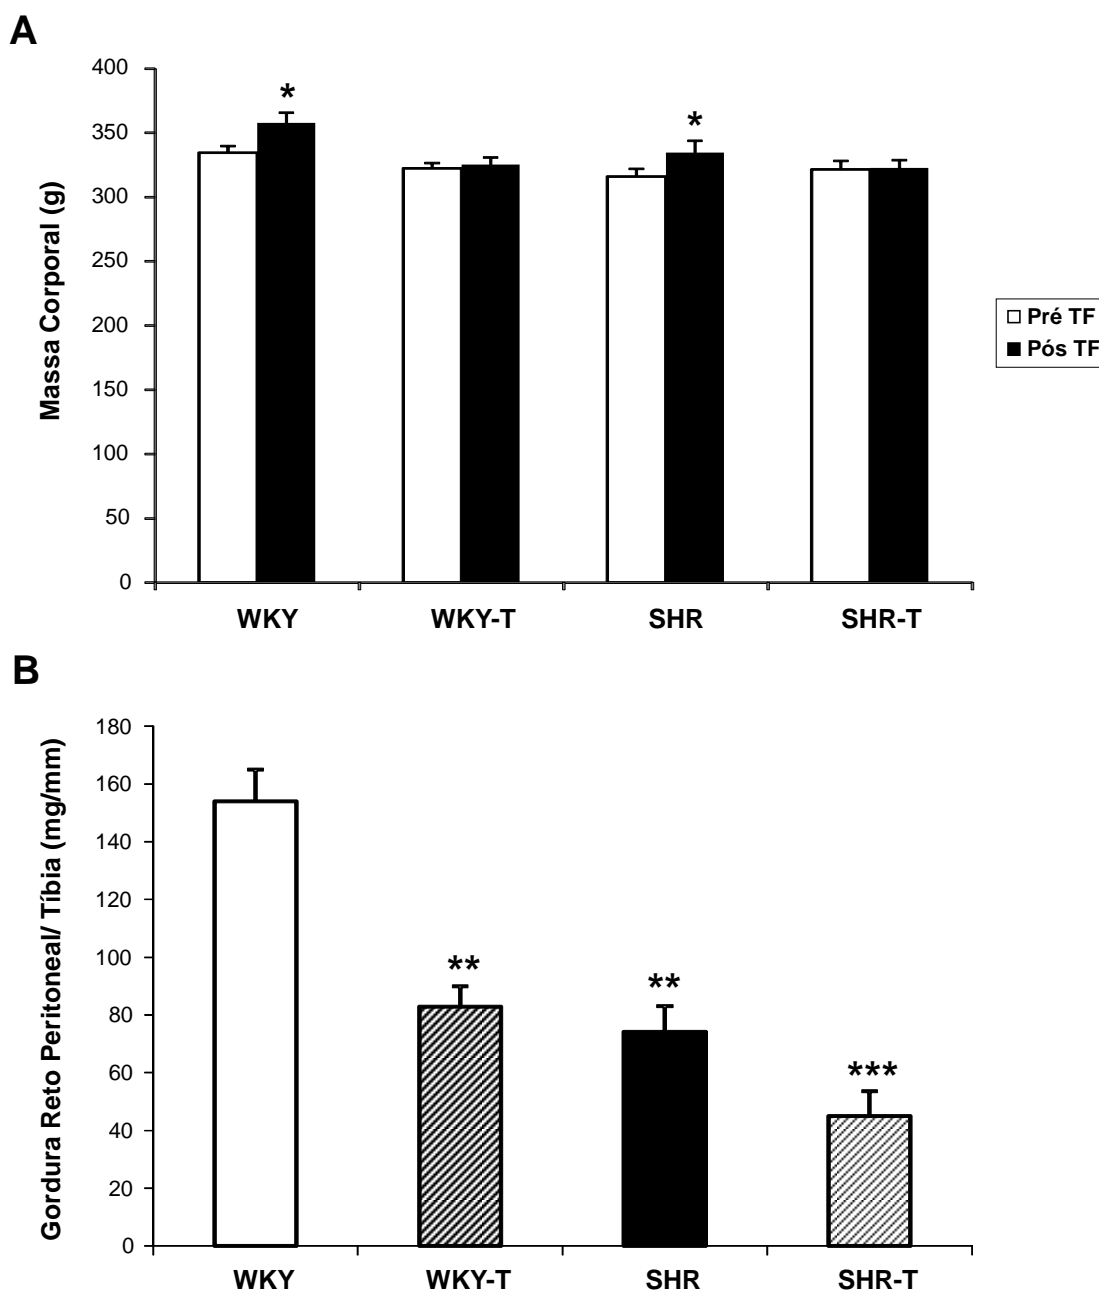 A
Massa Corporal (g)
400
350
300
250
200
150
100
50
0
*
*
WKY
WKY-T
SHR
SHR-T
Pré TF
Pós TF
B
Gordura Reto Peritoneal/ Tíbia (mg/mm)
180
160
140
120
100
80
60
40
20
0
**
**
***
WKY
WKY-T
SHR
SHR-T